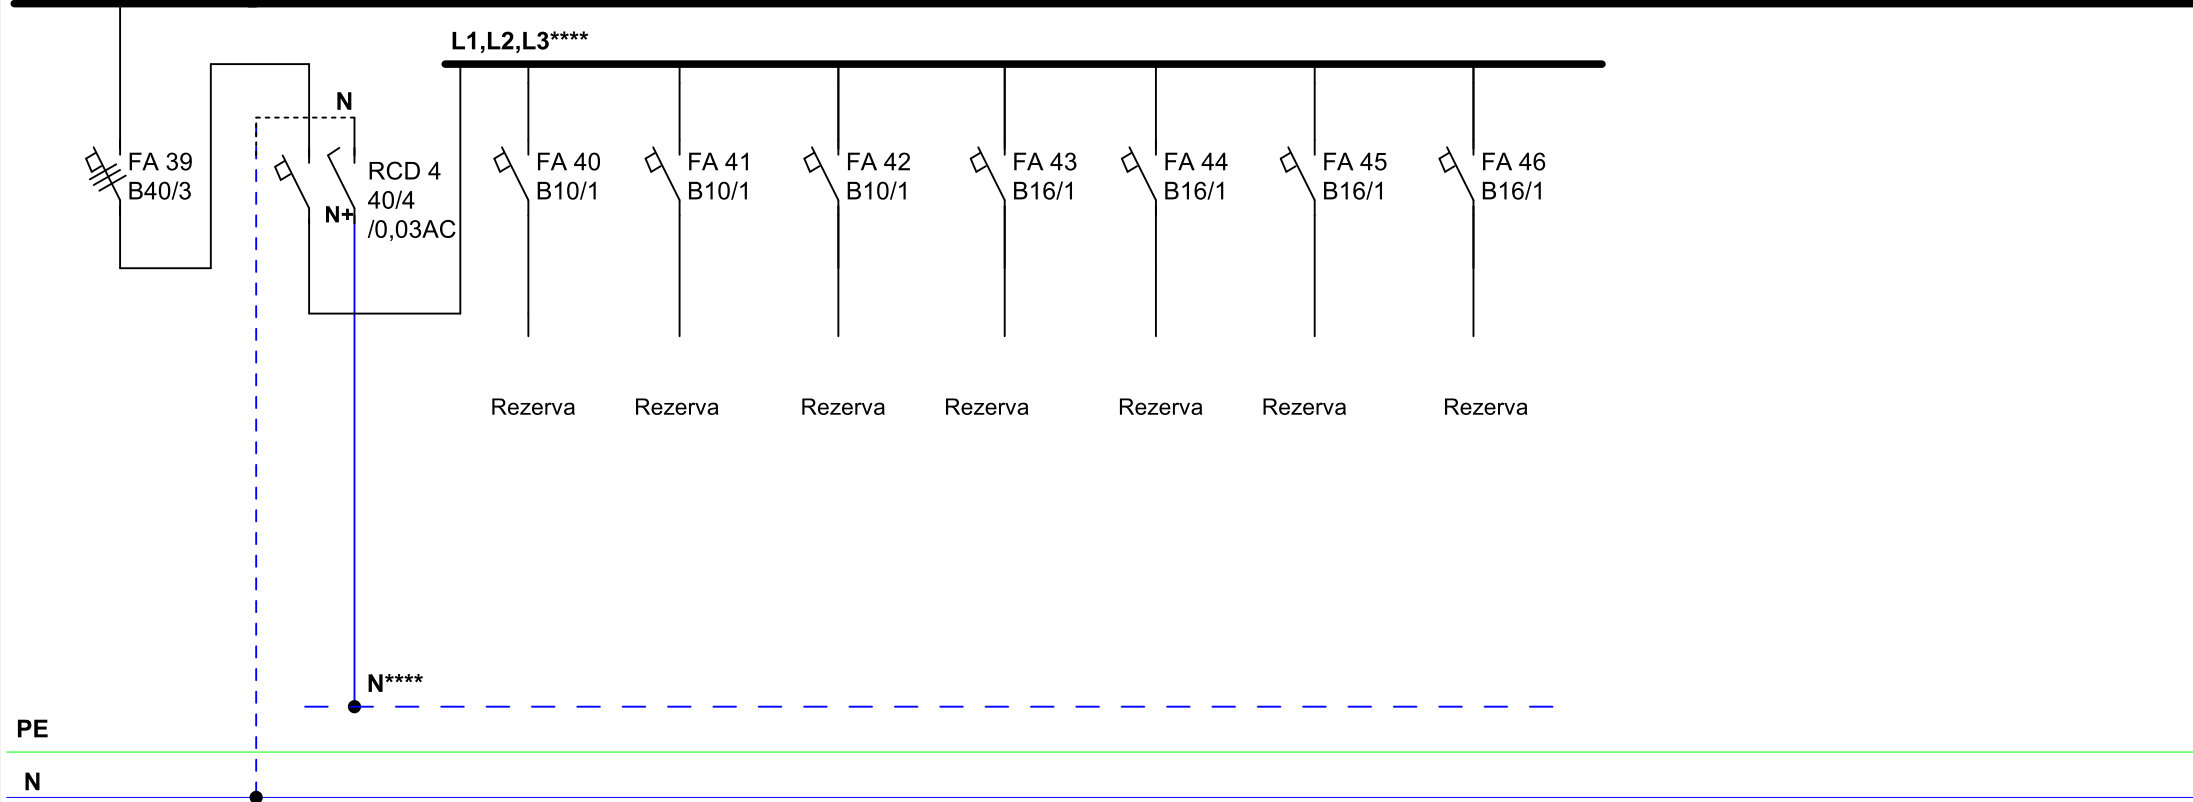 L1,L2,L3****
N
FA 39
B40/3
RCD 4
40/4
/0,03AC
N+
FA 40
B10/1
FA 41
B10/1
FA 42
B10/1
FA 43
B16/1
FA 44
B16/1
FA 45
B16/1
FA 46
B16/1
Rezerva Rezerva Rezerva Rezerva Rezerva Rezerva Rezerva
N****
PE
N